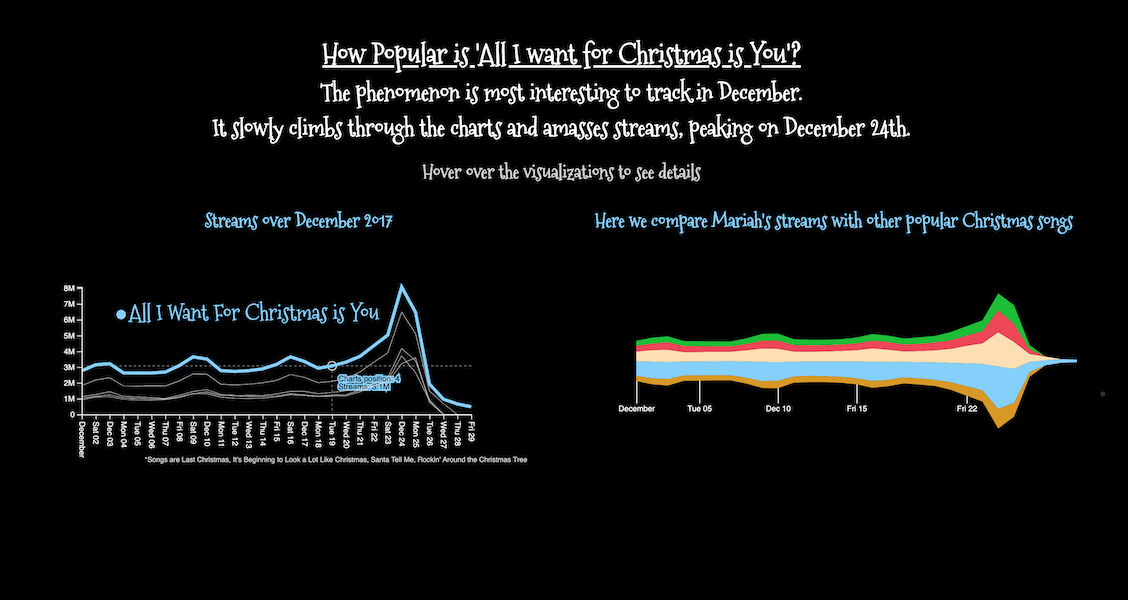 How Popular is 'All I want for Christmas is You'?
The phenomenon is most interesting to track in December.
It slowly climbs through the charts and amasses streams, peaking on December 24th.
Hover over the visualizations to see details
Streams over December 2017
Here we compare Mariah's streams with other popular Christmas songs
8M
7M
6M
5M
4M
3M
2M
1M
0
All I Want For Christmas is You
Charts position: 4
Streams: 3.1M
December
Sat 02
Dec 03
Mon 04
Tue 05
Wed 06
Thu 07
Fri 08
Sat 09
Dec 10
Mon 11
Tue 12
Wed 13
Thu 14
Fri 15
Sat 16
Dec 17
Mon 18
Tue 19
Wed 20
Thu 21
Fri 22
Sat 23
Dec 24
Mon 25
Tue 26
Wed 27
Thu 28
Fri 29
*Songs are Last Christmas, It's Beginning to Look a Lot Like Christmas, Santa Tell Me, Rockin' Around the Christmas Tree
December
Tue 05
Dec 10
Fri 15
Fri 22